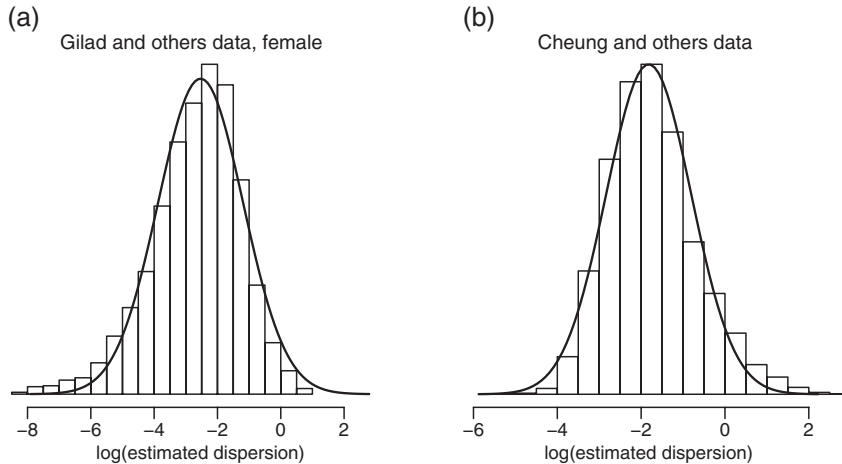 (a)
Gilad and others data, female
−8 −6 −4 −2 0 2
log(estimated dispersion)
(b)
Cheung and others data
−6 −4 −2 0 2
log(estimated dispersion)